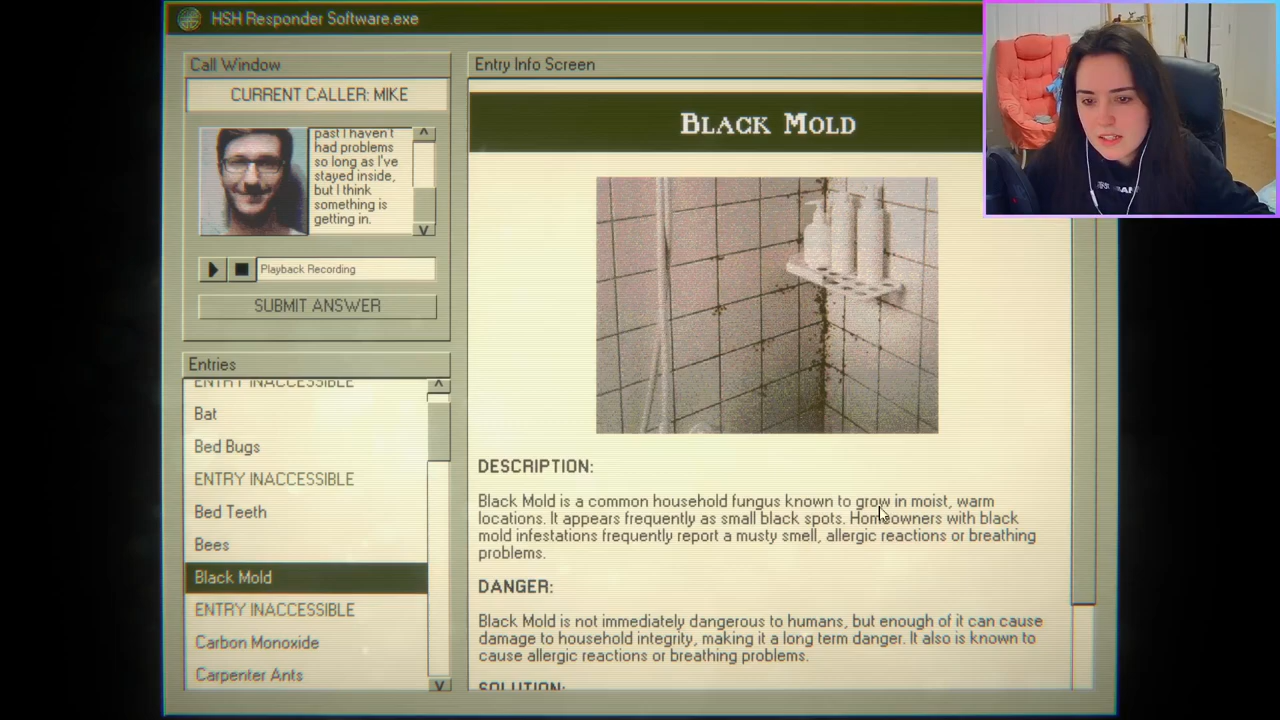 HSH Responder Software.exe
Call Window
CURRENT CALLER: MIKE
past I haven't
had problems
so long as I've
stayed inside,
but I think
something is
getting in.
Playback Recording
SUBMIT ANSWER
Entries
ENTRY INACCESSIBLE
Bat
Bed Bugs
ENTRY INACCESSIBLE
Bed Teeth
Bees
Black Mold
ENTRY INACCESSIBLE
Carbon Monoxide
Carpenter Ants
Entry Info Screen
BLACK MOLD
DESCRIPTION:
Black Mold is a common household fungus known to grow in moist, warm
locations. It appears frequently as small black spots. Homeowners with black
mold infestations frequently report a musty smell, allergic reactions or breathing
problems.
DANGER:
Black Mold is not immediately dangerous to humans, but enough of it can cause
damage to household integrity, making it a long term danger. It also is known to
cause allergic reactions or breathing problems.
SOLUTION: